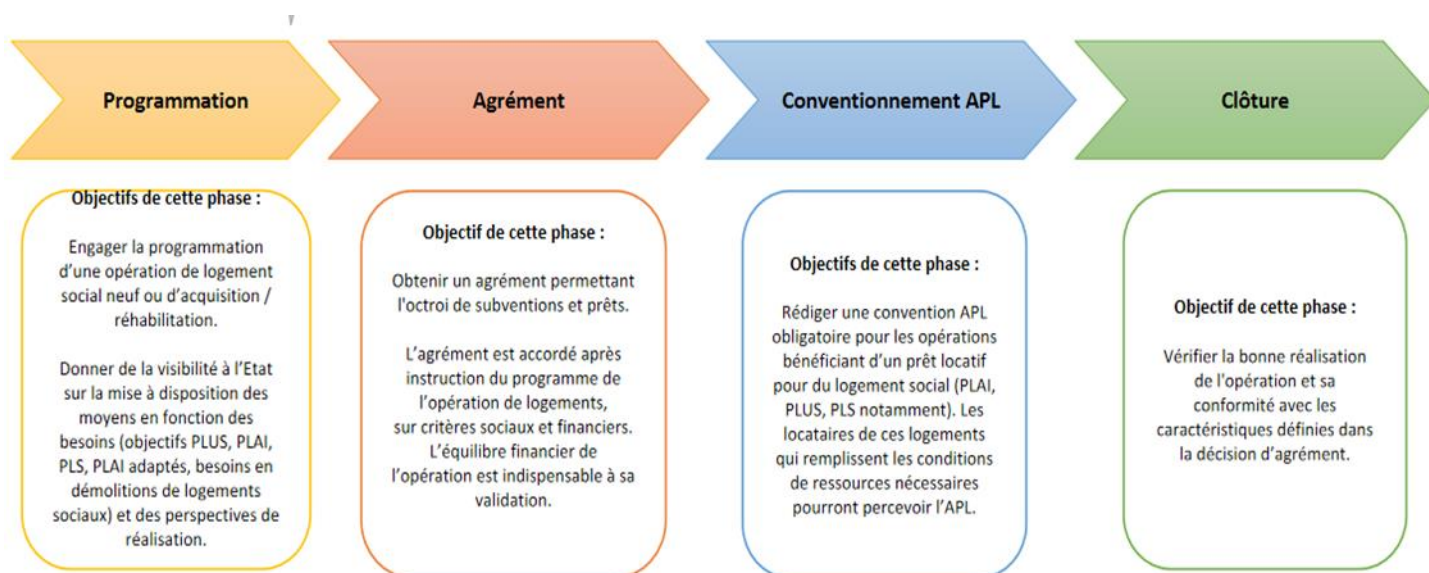 Programmation
Agrément
Conventionnement APL
Clôture
Objectifs de cette phase :
Engager la programmation
d'une opération de logement
social neuf ou d'acquisition /
réhabilitation.
Donner de la visibilité à l'Etat
sur la mise à disposition des
moyens en fonction des
besoins (objectifs PLUS, PLAI,
PLS, PLAI adaptés, besoins en
démolitions de logements
sociaux) et des perspectives de
réalisation.
Objectif de cette phase :
Obtenir un agrément permettant
l'octroi de subventions et prêts.
L'agrément est accordé après
instruction du programme de
l'opération de logements,
sur critères sociaux et financiers.
L'équilibre financier de
l'opération est indispensable à sa
validation.
Objectifs de cette phase :
Rédiger une convention APL
obligatoire pour les opérations
bénéficiant d'un prêt locatif
pour du logement social (PLAI,
PLUS, PLS notamment). Les
locataires de ces logements
qui remplissent les conditions
de ressources nécessaires
pourront percevoir l'APL.
Objectif de cette phase :
Vérifier la bonne réalisation
de l'opération et sa
conformité avec les
caractéristiques définies dans
la décision d'agrément.